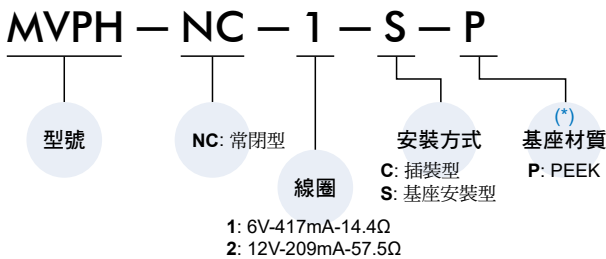 MVPH — NC — 1 — S — P
型號
NC: 常閉型
線圈
1: 6V-417mA-14.4Ω
2: 12V-209mA-57.5Ω
安裝方式
C: 插裝型
S: 基座安裝型
(*)
基座材質
P: PEEK